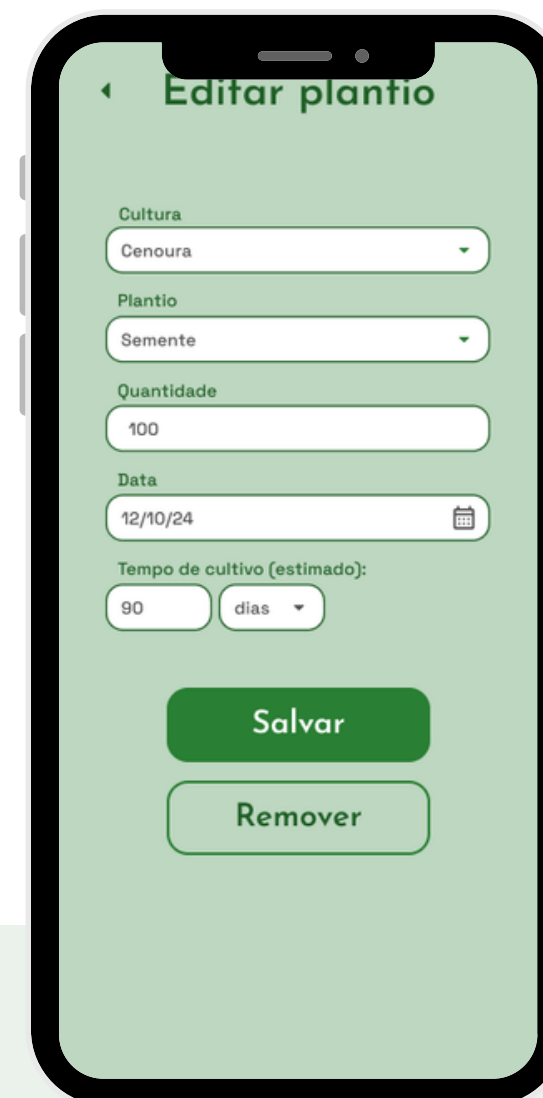 Editar plantio
Cultura
Cenoura
Plantio
Semente
Quantidade
100
Data
12/10/24
Tempo de cultivo (estimado):
90 dias
Salvar
Remover